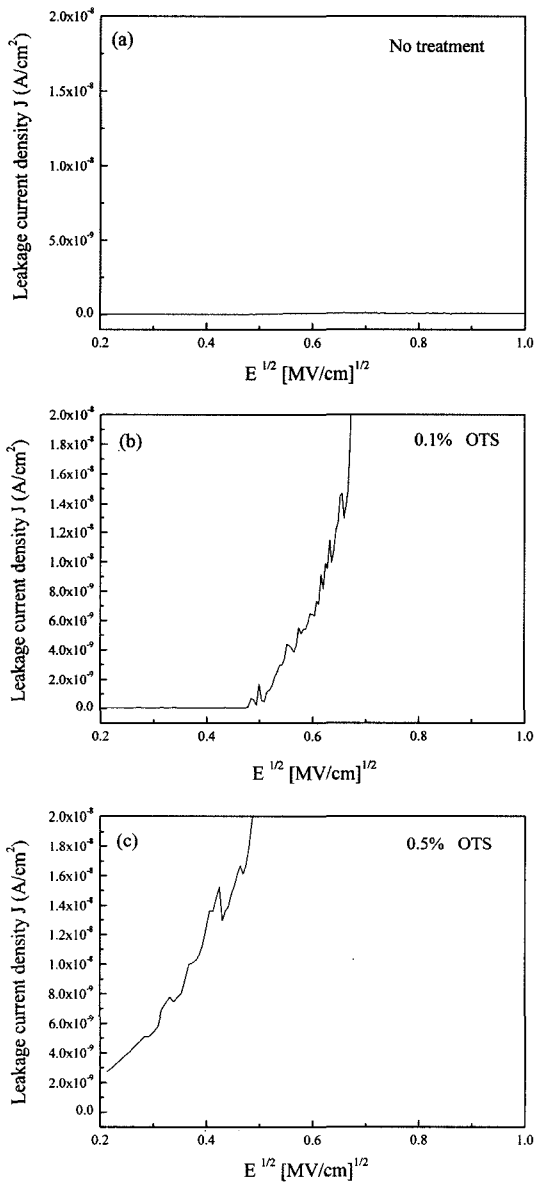 (a)
No treatment
Leakage current density J (A/cm²)
2.0x10⁻⁸
1.5x10⁻⁸
1.0x10⁻⁸
5.0x10⁻⁹
0.0
0.2 0.4 0.6 0.8 1.0
E ¹/² [MV/cm]¹/²
(b)
0.1% OTS
Leakage current density J (A/cm²)
2.0x10⁻⁸
1.8x10⁻⁸
1.6x10⁻⁸
1.4x10⁻⁸
1.2x10⁻⁸
1.0x10⁻⁸
8.0x10⁻⁹
6.0x10⁻⁹
4.0x10⁻⁹
2.0x10⁻⁹
0.0
0.2 0.4 0.6 0.8 1.0
E ¹/² [MV/cm]¹/²
(c)
0.5% OTS
Leakage current density J (A/cm²)
2.0x10⁻⁸
1.8x10⁻⁸
1.6x10⁻⁸
1.4x10⁻⁸
1.2x10⁻⁸
1.0x10⁻⁸
8.0x10⁻⁹
6.0x10⁻⁹
4.0x10⁻⁹
2.0x10⁻⁹
0.0
0.2 0.4 0.6 0.8 1.0
E ¹/² [MV/cm]¹/²